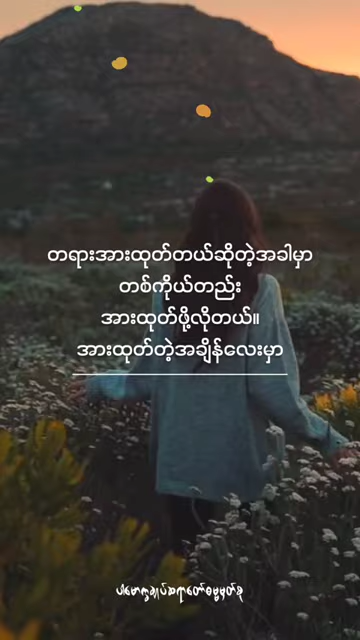 တရားအားထုတ်တယ်ဆိုတဲ့အခါမှာ
တစ်ကိုယ်တည်း
အားထုတ်ဖို့လိုတယ်။
အားထုတ်တဲ့အချိန်လေးမှာ